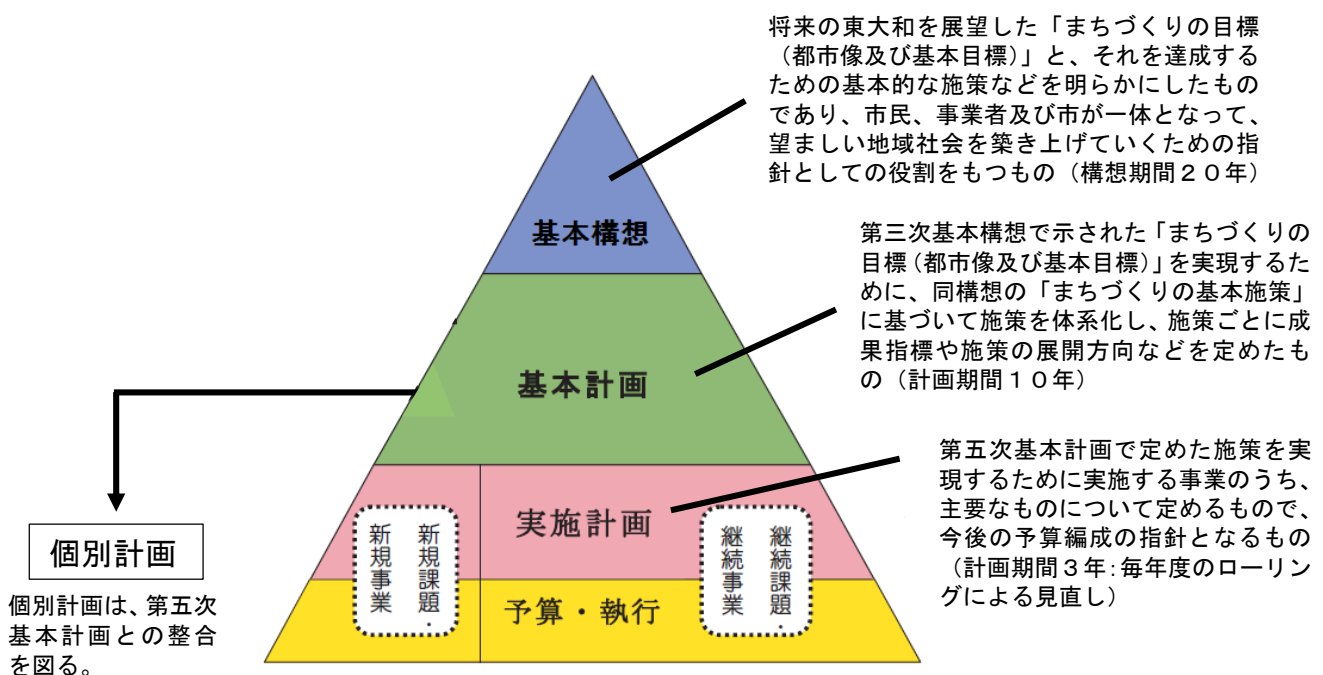 将来の東大和を展望した「まちづくりの目標
(都市像及び基本目標)」と、それを達成する
ための基本的な施策などを明らかにしたもの
であり、市民、事業者及び市が一体となって、
望ましい地域社会を築き上げていくための指
針としての役割をもつもの(構想期間20年)
基本構想
第三次基本構想で示された「まちづくりの
目標(都市像及び基本目標)」を実現するた
めに、同構想の「まちづくりの基本施策」
に基づいて施策を体系化し、施策ごとに成
果指標や施策の展開方向などを定めたも
の(計画期間10年)
基本計画
第五次基本計画で定めた施策を実
現するために実施する事業のうち、
主要なものについて定めるもので、
今後の予算編成の指針となるもの
(計画期間3年:毎年度のローリン
グによる見直し)
実施計画
新規課題・
新規事業
継続課題・
継続事業
予算・執行
個別計画
個別計画は、第五次
基本計画との整合
を図る。